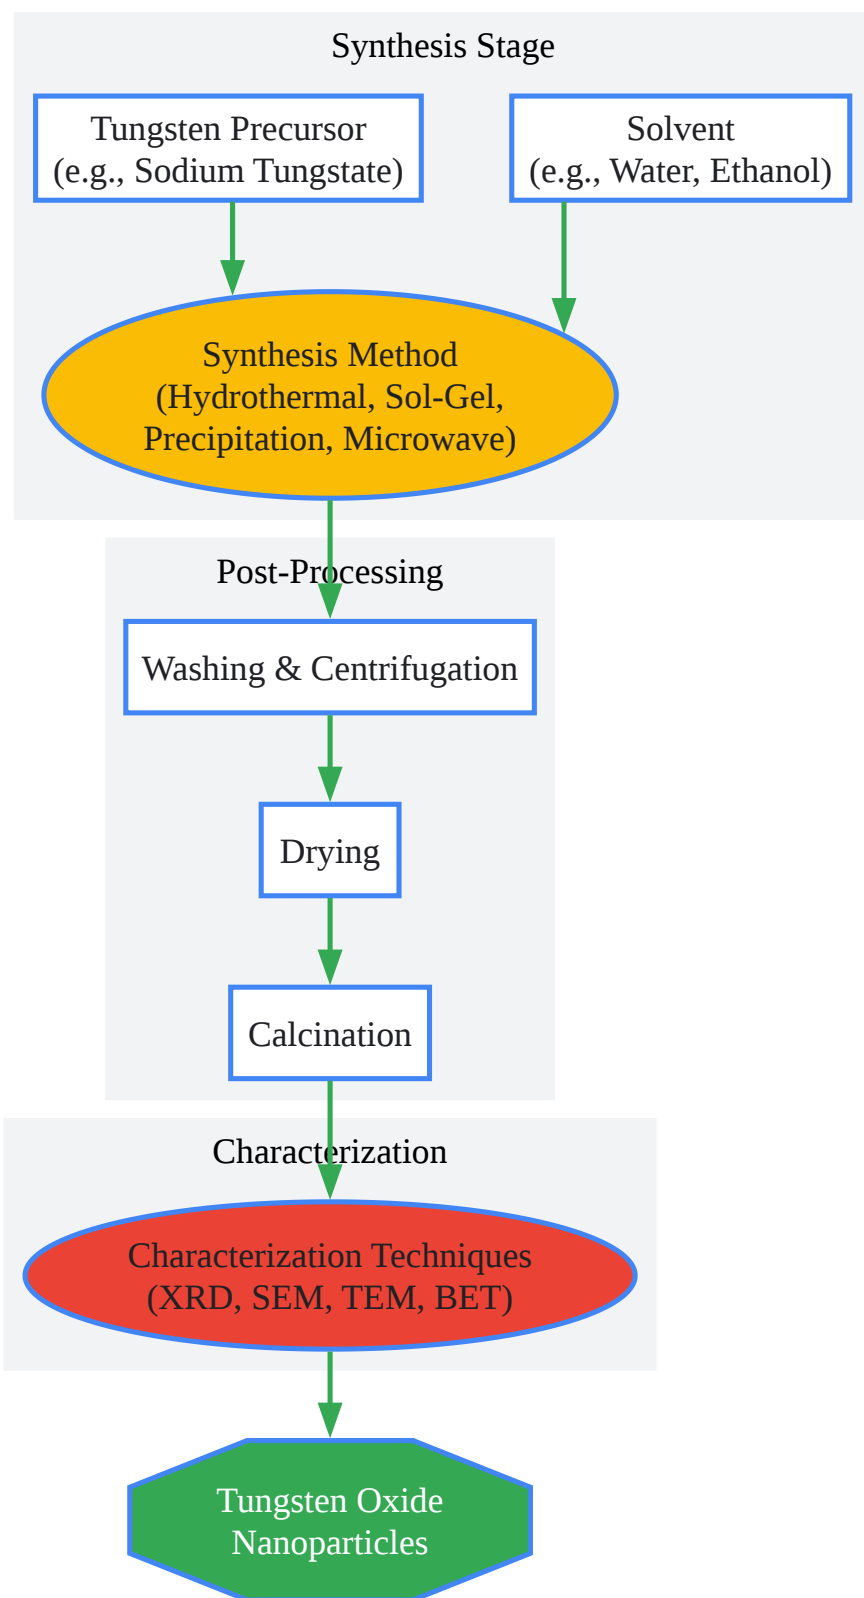 Synthesis Stage
Tungsten Precursor
(e.g., Sodium Tungstate)
Solvent
(e.g., Water, Ethanol)
Synthesis Method
(Hydrothermal, Sol-Gel,
Precipitation, Microwave)
Post-Processing
Washing & Centrifugation
Drying
Calcination
Characterization
Characterization Techniques
(XRD, SEM, TEM, BET)
Tungsten Oxide
Nanoparticles